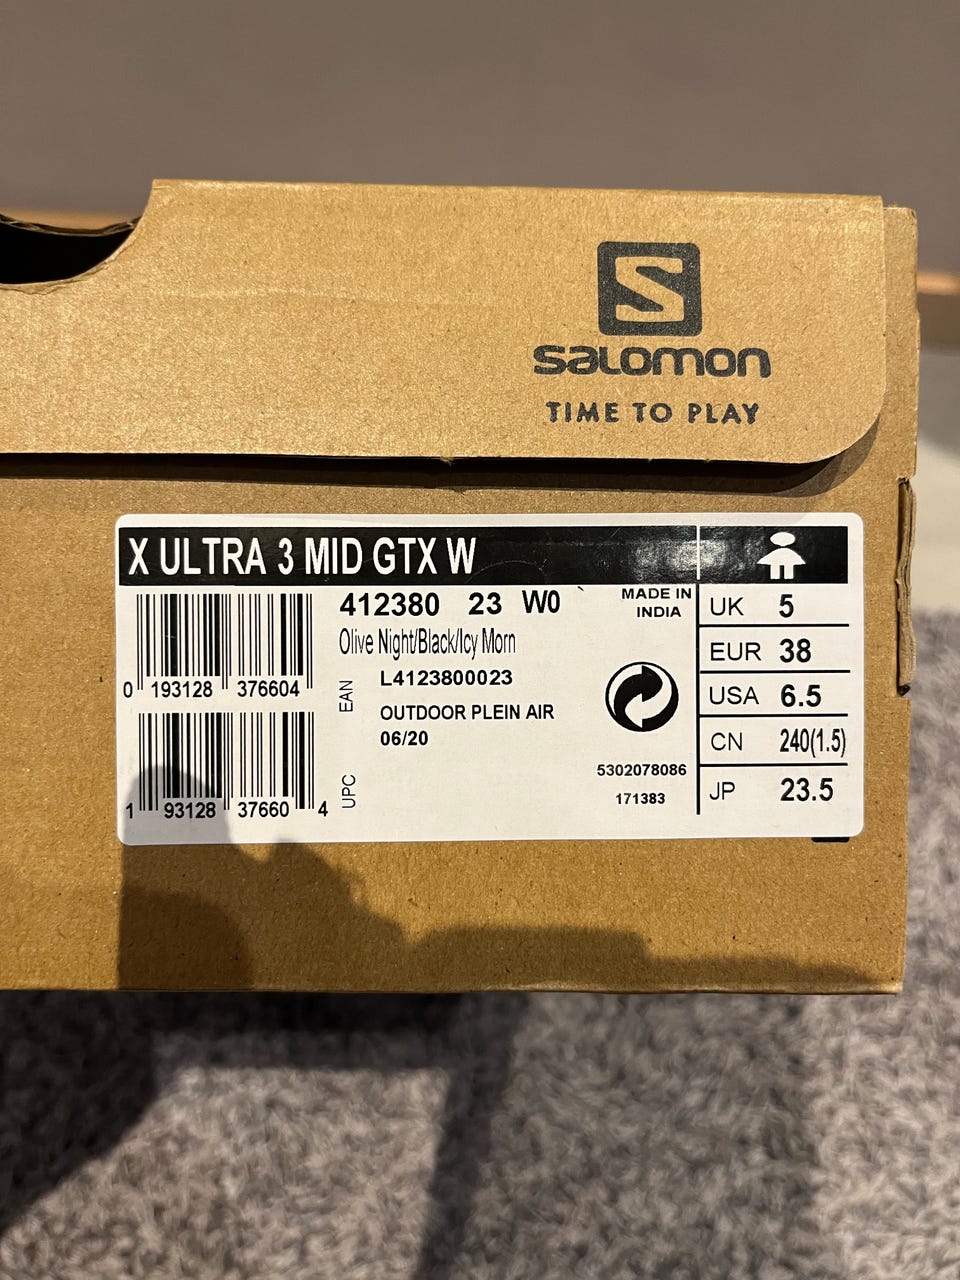 S
salomon
TIME TO PLAY
X ULTRA 3 MID GTX W
412380 23 W0
Olive Night/Black/Icy Morn
L4123800023
OUTDOOR PLEIN AIR
06/20
EAN
0 193128 376604
UPC
1 93128 37660 4
MADE IN
INDIA
5302078086
171383
UK 5
EUR 38
USA 6.5
CN 240(1.5)
JP 23.5